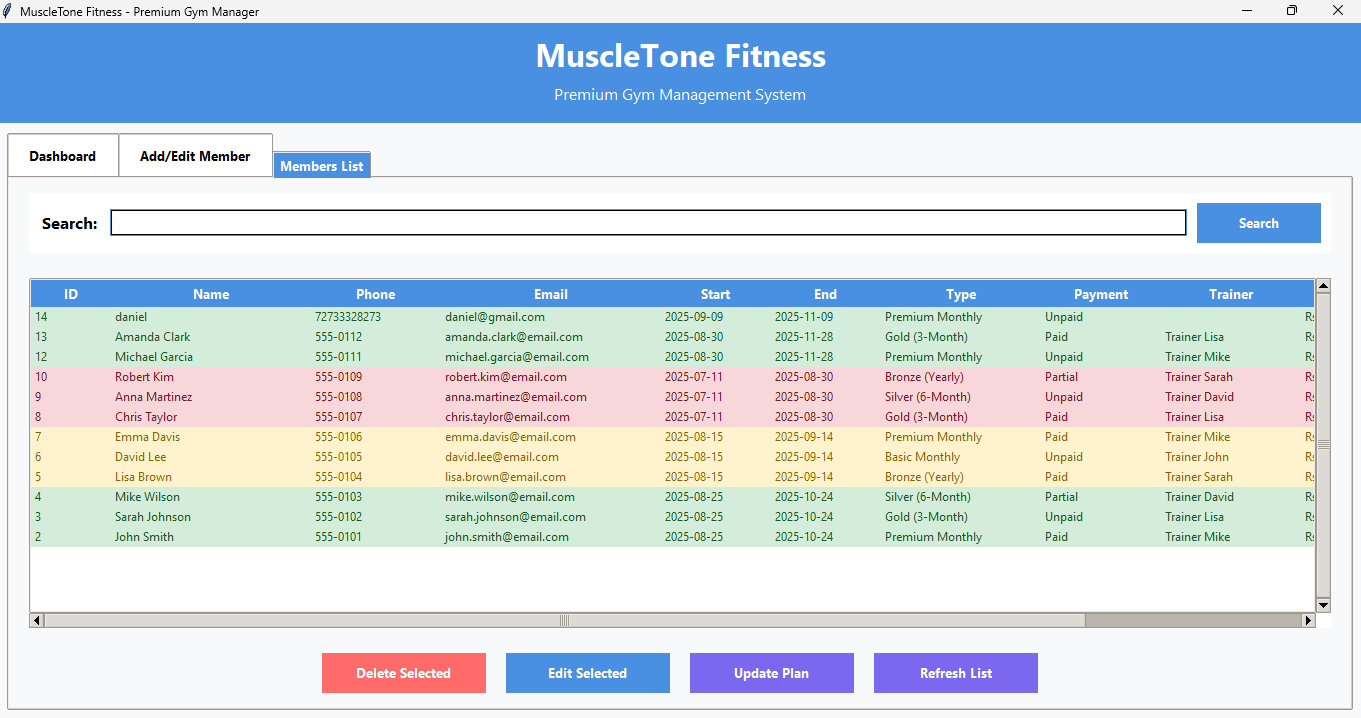 MuscleTone Fitness - Premium Gym Manager
MuscleTone Fitness
Premium Gym Management System
Dashboard Add/Edit Member Members List
Search: Search
ID Name Phone Email Start End Type Payment Trainer
14 daniel 72733328273 daniel@gmail.com 2025-09-09 2025-11-09 Premium Monthly Unpaid
13 Amanda Clark 555-0112 amanda.clark@email.com 2025-08-30 2025-11-28 Gold (3-Month) Paid Trainer Lisa
12 Michael Garcia 555-0111 michael.garcia@email.com 2025-08-30 2025-11-28 Premium Monthly Unpaid Trainer Mike
10 Robert Kim 555-0109 robert.kim@email.com 2025-07-11 2025-08-30 Bronze (Yearly) Partial Trainer Sarah
9 Anna Martinez 555-0108 anna.martinez@email.com 2025-07-11 2025-08-30 Silver (6-Month) Unpaid Trainer David
8 Chris Taylor 555-0107 chris.taylor@email.com 2025-07-11 2025-08-30 Gold (3-Month) Paid Trainer Lisa
7 Emma Davis 555-0106 emma.davis@email.com 2025-08-15 2025-09-14 Premium Monthly Paid Trainer Mike
6 David Lee 555-0105 david.lee@email.com 2025-08-15 2025-09-14 Basic Monthly Unpaid Trainer John
5 Lisa Brown 555-0104 lisa.brown@email.com 2025-08-15 2025-09-14 Bronze (Yearly) Paid Trainer Sarah
4 Mike Wilson 555-0103 mike.wilson@email.com 2025-08-25 2025-10-24 Silver (6-Month) Partial Trainer David
3 Sarah Johnson 555-0102 sarah.johnson@email.com 2025-08-25 2025-10-24 Gold (3-Month) Unpaid Trainer Lisa
2 John Smith 555-0101 john.smith@email.com 2025-08-25 2025-10-24 Premium Monthly Paid Trainer Mike
Delete Selected Edit Selected Update Plan Refresh List